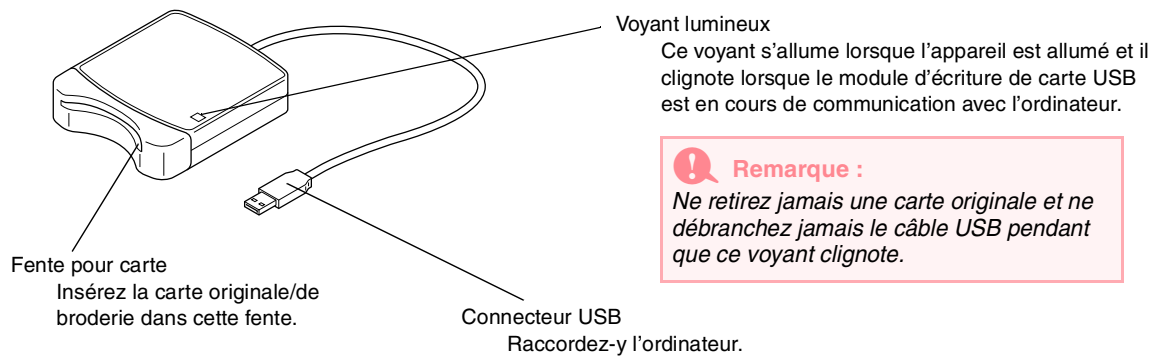 Voyant lumineux
Ce voyant s’allume lorsque l’appareil est allumé et il
clignote lorsque le module d’écriture de carte USB
est en cours de communication avec l’ordinateur.
Remarque :
Ne retirez jamais une carte originale et ne
débranchez jamais le câble USB pendant
que ce voyant clignote.
Fente pour carte
Insérez la carte originale/de
broderie dans cette fente.
Connecteur USB
Raccordez-y l’ordinateur.